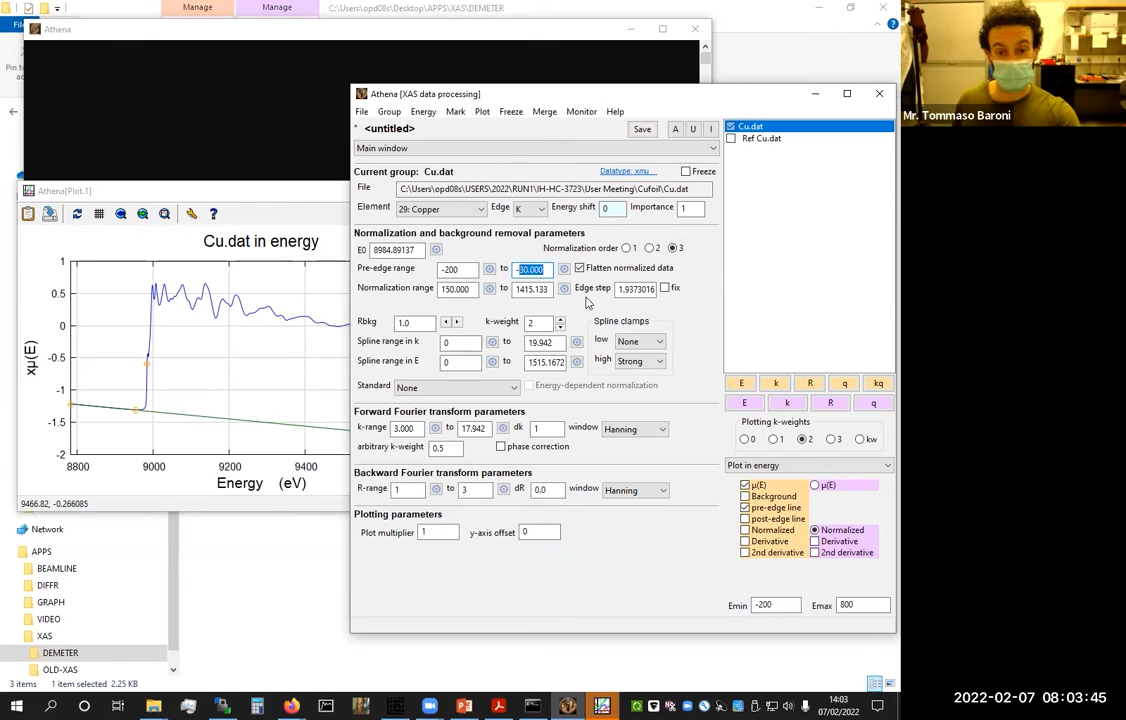 Manage
Manage
C:\Users\opd08s\Desktop\APPS\XAS\DEMETER
Athena
Mr. Tommaso Baroni
Athena [XAS data processing]
File Group Energy Mark Plot Freeze Merge Monitor Help
* <untitled>
Save A U I
Main window
Current group: Cu.dat
Datatype: xmu
Freeze
File C:\Users\opd08s\USERS\2022\RUN1\IH-HC-3723\User Meeting\Cufoil\Cu.dat
Element 29: Copper Edge K Energy shift 0 Importance 1
Normalization and background removal parameters
E0 8984.89137 Normalization order 1 2 3
Pre-edge range -200 to -30.000 Flatten normalized data
Normalization range 150.000 to 1415.133 Edge step 1.9373016 fix
Rbkg 1.0 k-weight 2 Spline clamps
Spline range in k 0 to 19.942 low None
Spline range in E 0 to 1515.1672 high Strong
Standard None Energy-dependent normalization
Forward Fourier transform parameters
k-range 3.000 to 17.942 dk 1 window Hanning
arbitrary k-weight 0.5 phase correction
Backward Fourier transform parameters
R-range 1 to 3 dR 0.0 window Hanning
Plotting parameters
Plot multiplier 1 y-axis offset 0
Cu.dat
Ref Cu.dat
E k R q kq
E k R q
Plotting k-weights
0 1 2 3 kw
Plot in energy
μ(E) μ(E)
Background
pre-edge line
post-edge line
Normalized Normalized
Derivative Derivative
2nd derivative 2nd derivative
Emin -200 Emax 800
Athena[Plot.1]
Cu.dat in energy
xμ(E)
1
0.5
0
-0.5
-1
-1.5
-2
8800 9000 9200 9400
Energy (eV)
9466.82, -0.266085
Network
APPS
BEAMLINE
DIFFR
GRAPH
VIDEO
XAS
DEMETER
OLD-XAS
3 items 1 item selected 2.25 KB
14:03
07/02/2022
2022-02-07 08:03:45